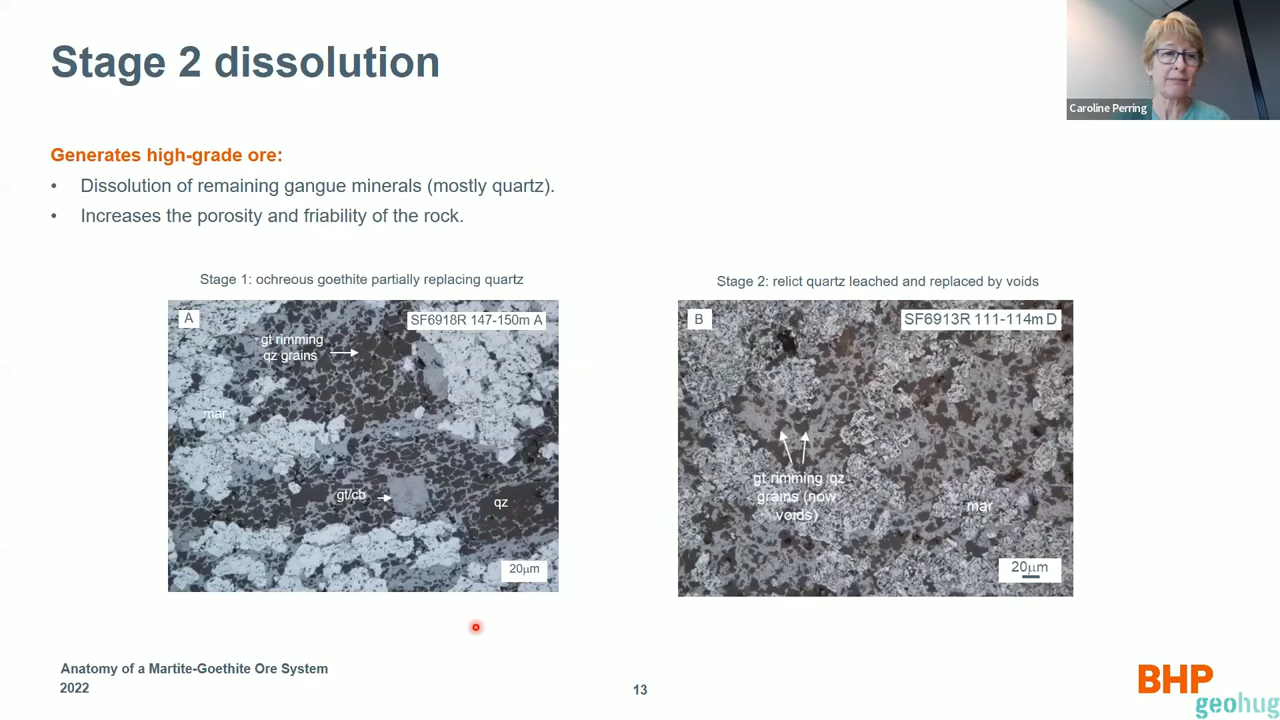 Stage 2 dissolution
Caroline Perring
Generates high-grade ore:
• Dissolution of remaining gangue minerals (mostly quartz).
• Increases the porosity and friability of the rock.
Stage 1: ochreous goethite partially replacing quartz
A
SF6918R 147-150m A
gt rimming
qz grains
mar
gt/cb
qz
20μm
Stage 2: relict quartz leached and replaced by voids
B
SF6913R 111-114m D
gt rimming qz
grains (now
voids)
mar
20μm
Anatomy of a Martite-Goethite Ore System
2022
13
BHP
geohug